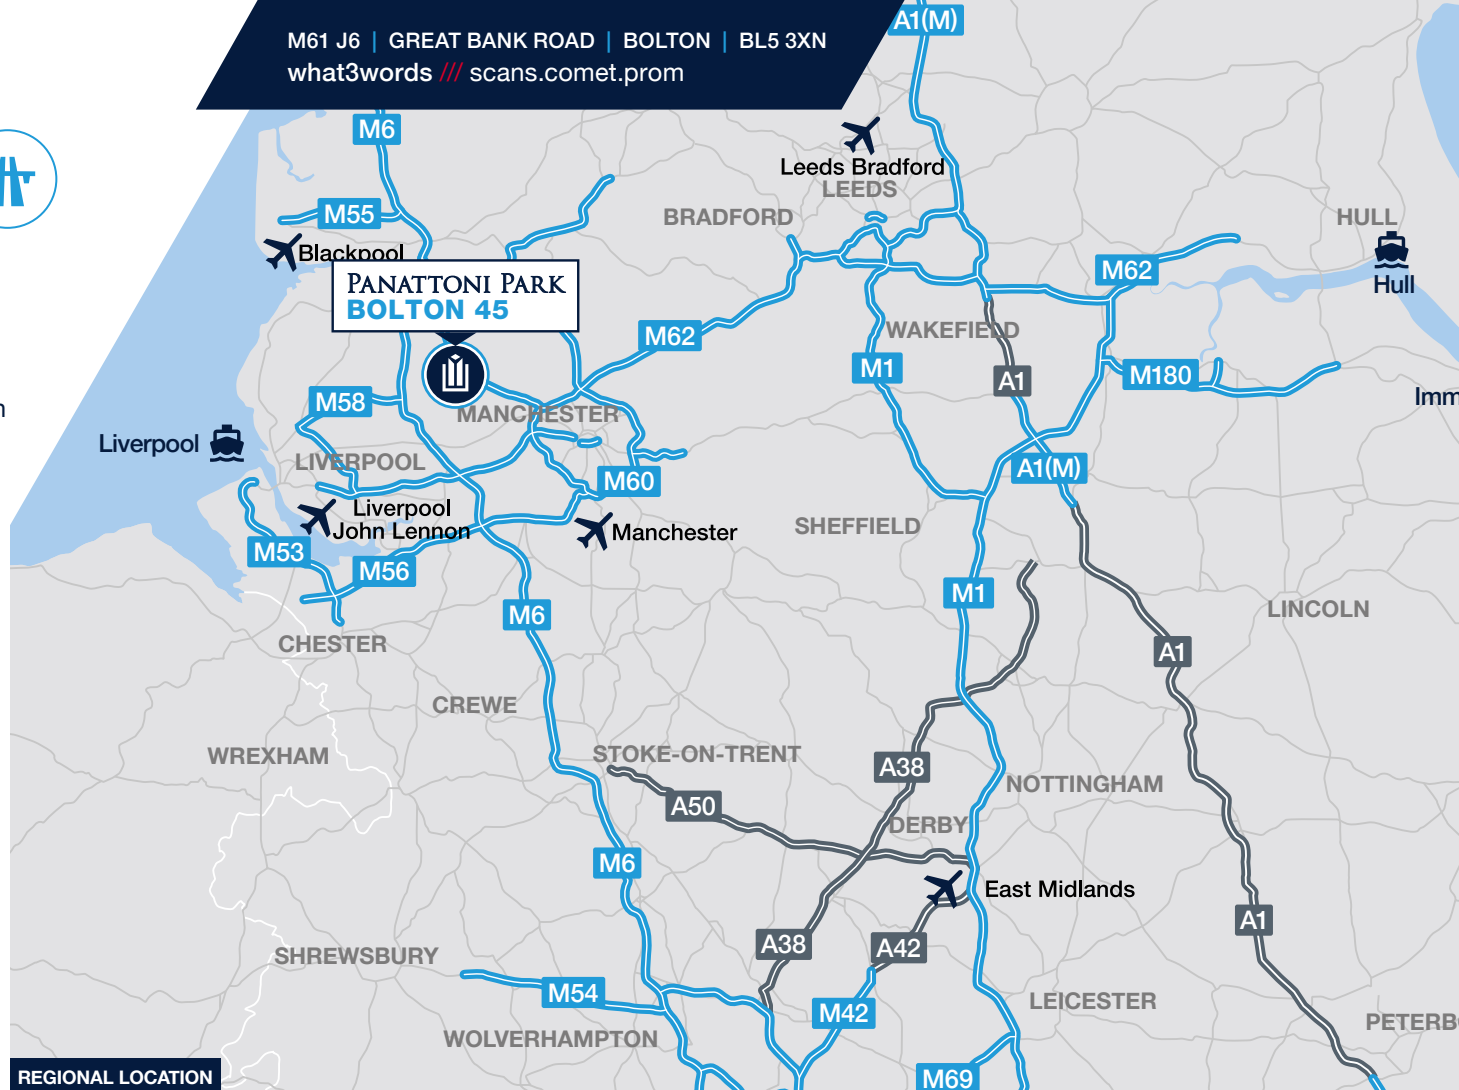 M61 J6 | GREAT BANK ROAD | BOLTON | BL5 3XN
what3words /// scans.comet.prom
A1(M)
M6
Leeds Bradford
LEEDS
M55
BRADFORD
HULL
Blackpool
M62
Hull
PANATTONI PARK
BOLTON 45
WAKEFIELD
M62
M1
A1
M180
M58
MANCHESTER
Liverpool
LIVERPOOL
A1(M)
M60
Liverpool
John Lennon
SHEFFIELD
Manchester
M53
M56
M1
M6
LINCOLN
CHESTER
A1
CREWE
WREXHAM
STOKE-ON-TRENT
A38
NOTTINGHAM
A50
DERBY
M6
East Midlands
A1
A38
A42
SHREWSBURY
M54
LEICESTER
M42
WOLVERHAMPTON
REGIONAL LOCATION
M69